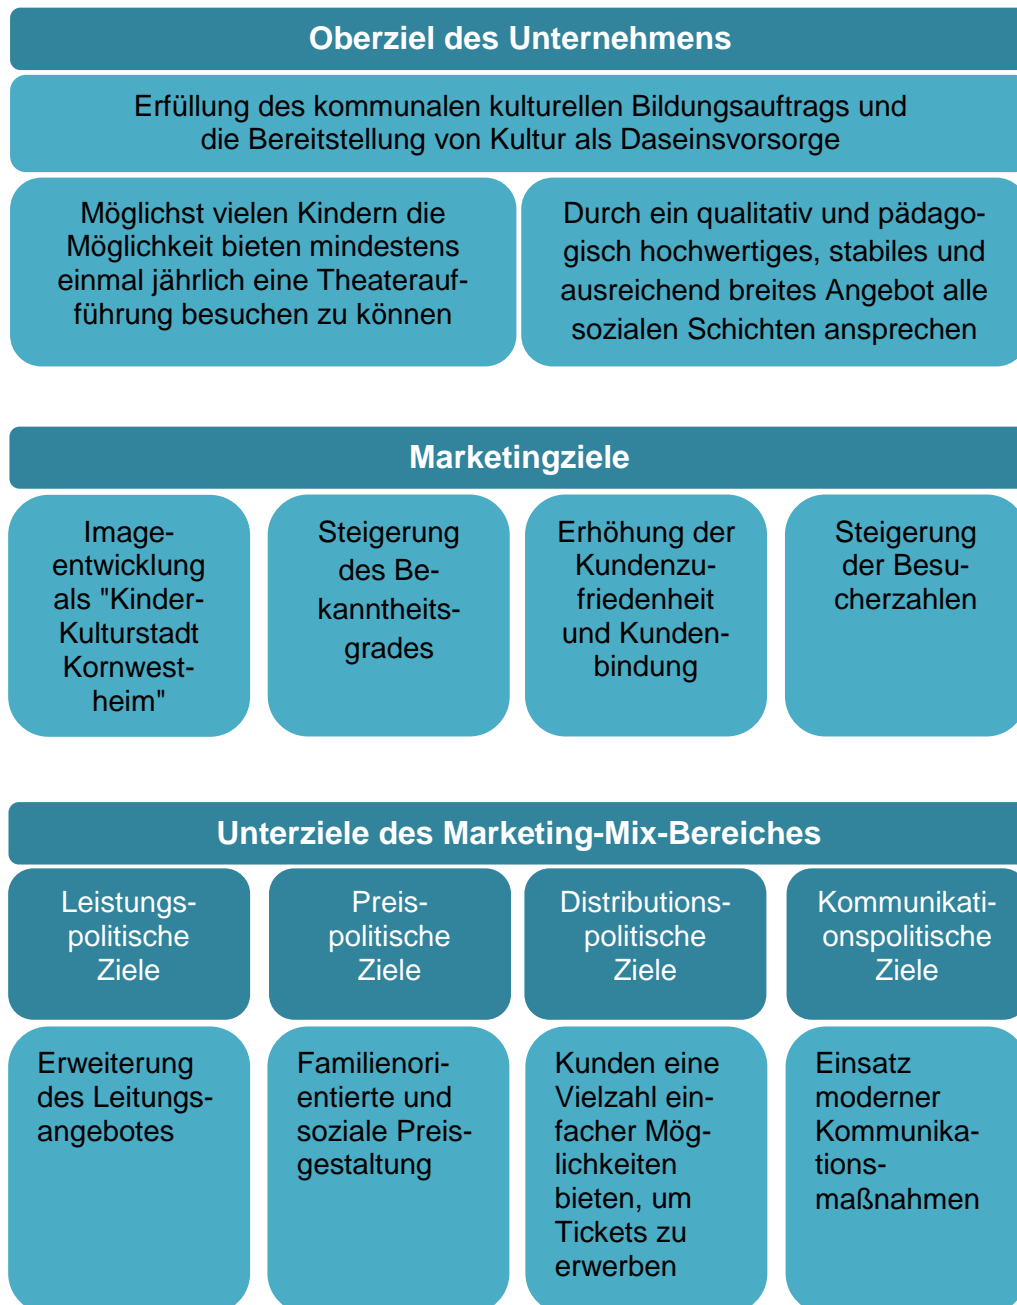 Oberziel des Unternehmens
Erfüllung des kommunalen kulturellen Bildungsauftrags und
die Bereitstellung von Kultur als Daseinsvorsorge
Möglichst vielen Kindern die
Möglichkeit bieten mindestens
einmal jährlich eine Theaterauf-
führung besuchen zu können
Durch ein qualitativ und pädago-
gisch hochwertiges, stabiles und
ausreichend breites Angebot alle
sozialen Schichten ansprechen
Marketingziele
Image-
entwicklung
als "Kinder-
Kulturstadt
Kornwest-
heim"
Steigerung
des Be-
kanntheits-
grades
Erhöhung der
Kundenzu-
friedenheit
und Kunden-
bindung
Steigerung
der Besu-
cherzahlen
Unterziele des Marketing-Mix-Bereiches
Leistungs-
politische
Ziele
Preis-
politische
Ziele
Distributions-
politische
Ziele
Kommunikati-
onspolitische
Ziele
Erweiterung
des Leitungs-
angebotes
Familienori-
entierte und
soziale Preis-
gestaltung
Kunden eine
Vielzahl ein-
facher Mög-
lichkeiten
bieten, um
Tickets zu
erwerben
Einsatz
moderner
Kommunika-
tions-
maßnahmen